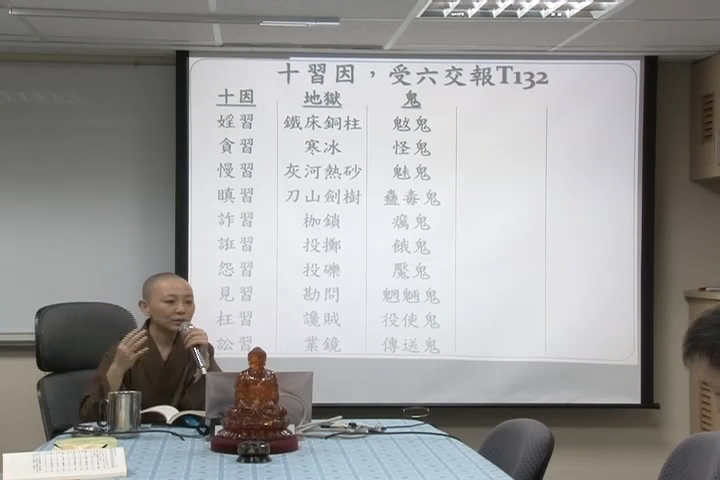 十習因，受六交報T132
十因 地獄 鬼
婬習 鐵床銅柱 魃鬼
貪習 寒冰 怪鬼
慢習 灰河熱砂 魅鬼
瞋習 刀山劍樹 蠱毒鬼
詐習 枷鎖 癘鬼
誑習 投擲 餓鬼
怨習 投礫 魘鬼
見習 勘問 魍魎鬼
枉習 讒賊 役使鬼
訟習 業鏡 傳送鬼